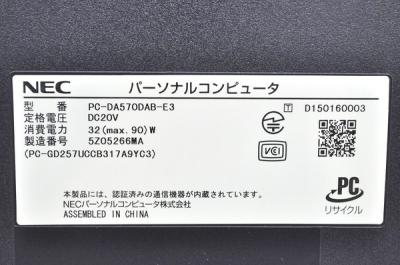 NEC パーソナルコンピュータ
型 番 PC-DA570DAB-E3
定格電圧 DC20V
消費電力 32(max.90)W
製造番号 5Z05266MA
(PC-GD257UCCB317A9YC3)
T D150160003
VCCI
本製品には、認証済みの通信機器が内蔵されています。
NECパーソナルコンピュータ株式会社
ASSEMBLED IN CHINA
PC
リサイクル